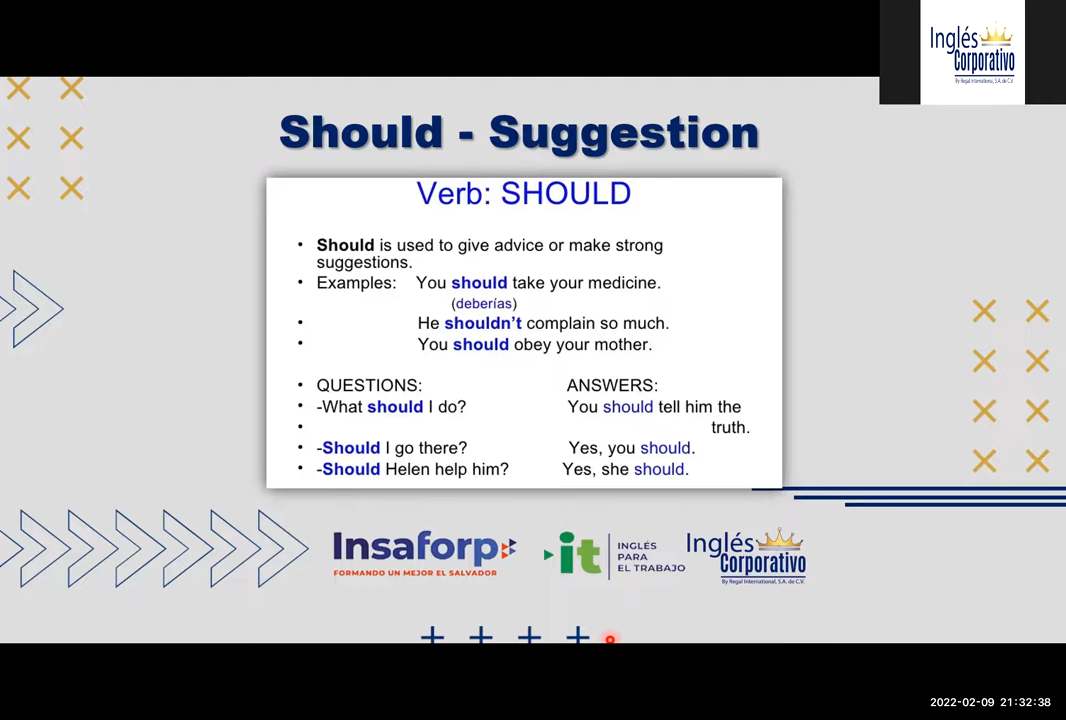 Inglés
Corporativo
By Regal International, S.A. de C.V.
Should - Suggestion
Verb: SHOULD
• Should is used to give advice or make strong
suggestions.
• Examples: You should take your medicine.
(deberías)
• He shouldn't complain so much.
• You should obey your mother.
• QUESTIONS: ANSWERS:
• -What should I do? You should tell him the
• truth.
• -Should I go there? Yes, you should.
• -Should Helen help him? Yes, she should.
Insaforp
FORMANDO UN MEJOR EL SALVADOR
it
INGLÉS
PARA
EL TRABAJO
Inglés
Corporativo
By Regal International, S.A. de C.V.
2022-02-09 21:32:38